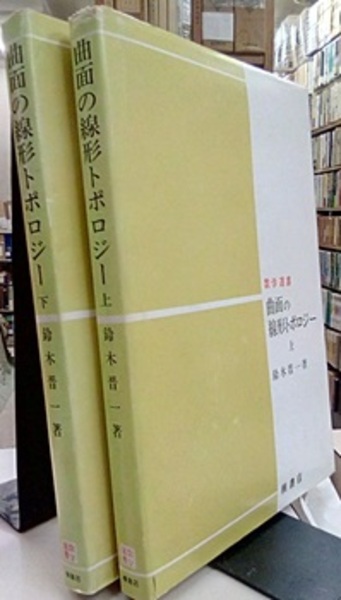 曲面の線形トポロジー 下 鈴木晋一著
曲面の線形トポロジー 上 鈴木晋一著
数学選書
曲面の
線形トポロジー
上
鈴木晋一著
槙書店